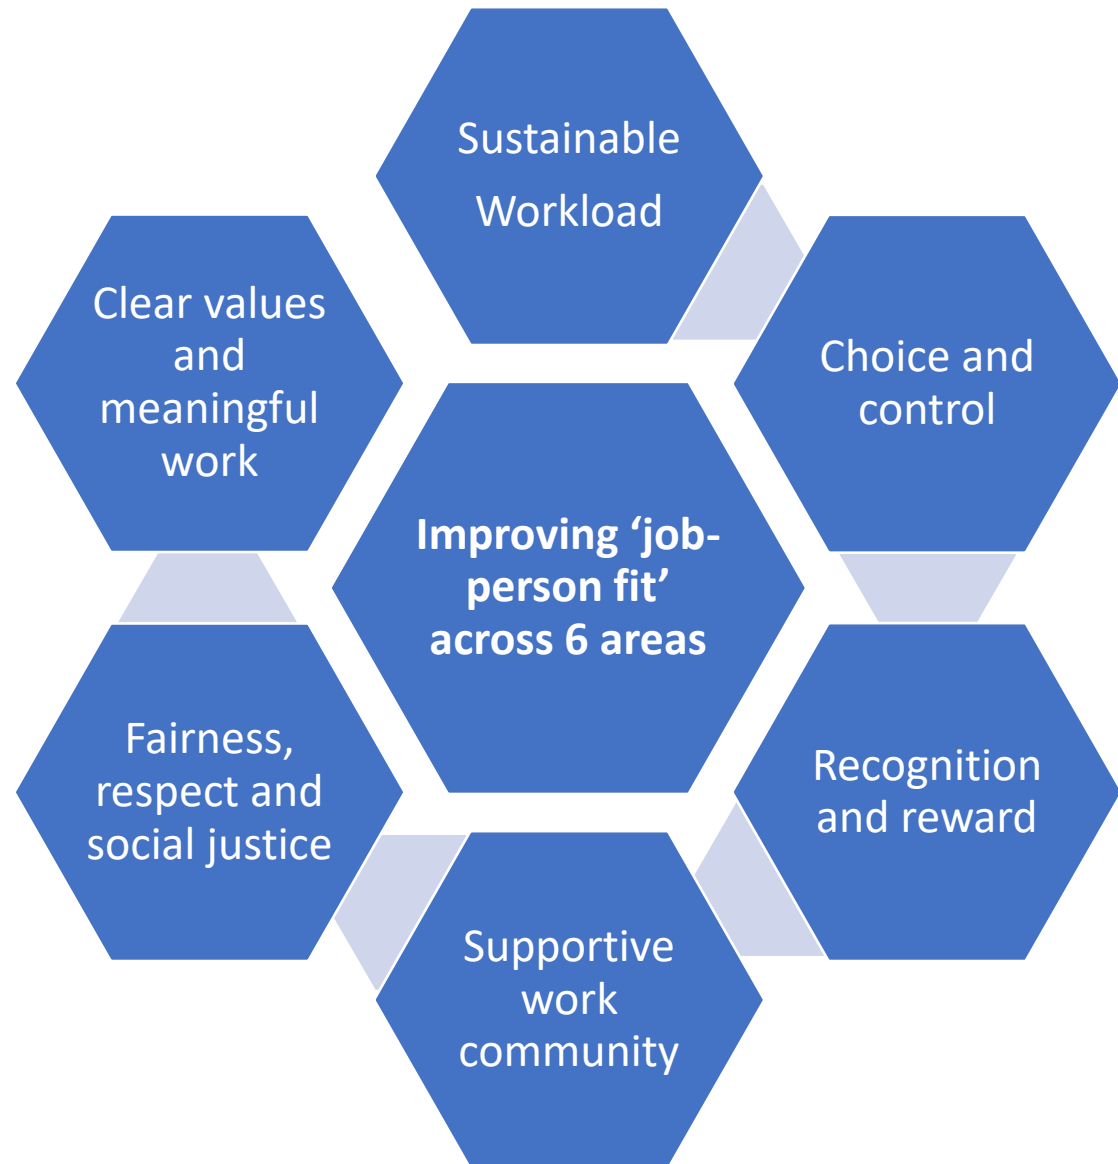 Sustainable
Workload
Choice and
control
Recognition
and reward
Supportive
work
community
Fairness,
respect and
social justice
Clear values
and
meaningful
work
Improving ‘job-
person fit’
across 6 areas